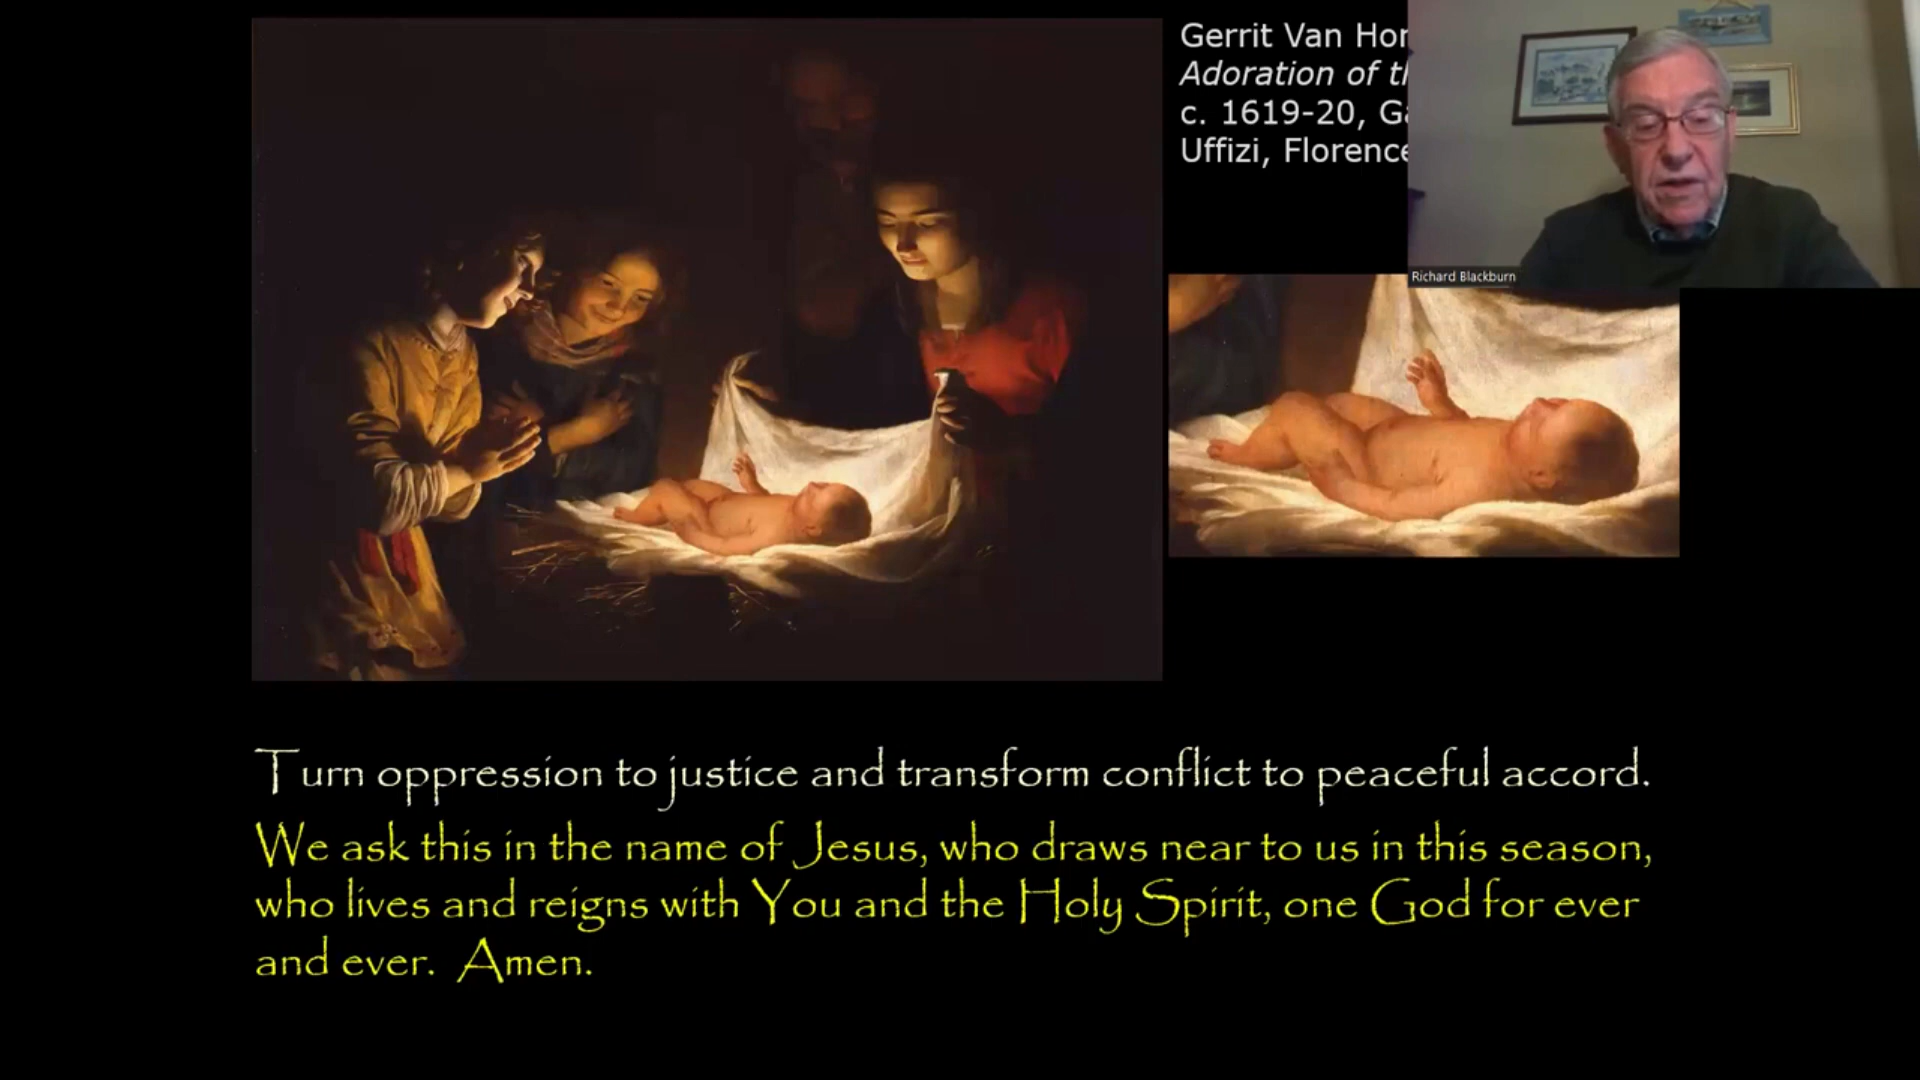 Gerrit Van Hor
Adoration of th
c. 1619-20, Ga
Uffizi, Florence
Richard Blackburn
Turn oppression to justice and transform conflict to peaceful accord.
We ask this in the name of Jesus, who draws near to us in this season,
who lives and reigns with You and the Holy Spirit, one God for ever
and ever. Amen.